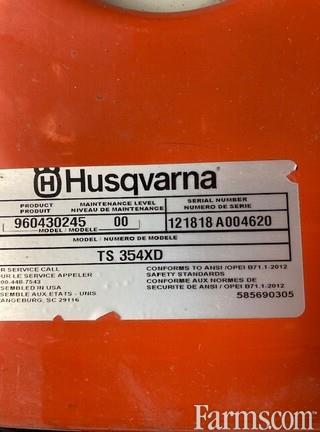 Husqvarna
PRODUCT MAINTENANCE LEVEL SERIAL NUMBER
PRODUIT NIVEAU DE MAINTENANCE NUMERO DE SERIE
960430245 00 121818 A004620
MODEL / MODELE MODEL / NUMERO DE MODELE
TS 354XD
R SERVICE CALL CONFORMS TO ANSI /OPEI B71.1-2012
UR LE SERVICE APPELER SAFETY STANDARDS
00-448-7543 CONFORME AUX NORMES DE
SEMBLED IN USA SECURITE DE ANSI / OPEI B71.1-2012
SEMBLE AUX ETATS - UNIS
ANGEBURG, SC 29116 585690305
Farms.com